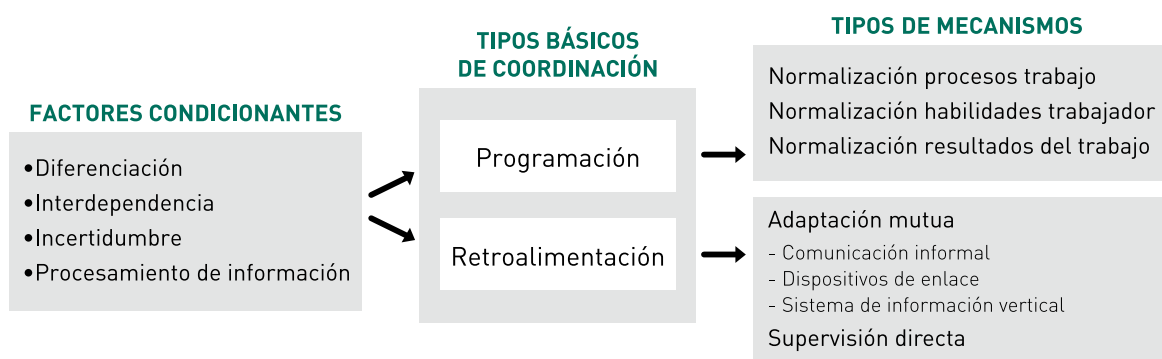 FACTORES CONDICIONANTES
•Diferenciación
•Interdependencia
•Incertidumbre
•Procesamiento de información
TIPOS BÁSICOS
DE COORDINACIÓN
Programación
Retroalimentación
TIPOS DE MECANISMOS
Normalización procesos trabajo
Normalización habilidades trabajador
Normalización resultados del trabajo
Adaptación mutua
- Comunicación informal
- Dispositivos de enlace
- Sistema de información vertical
Supervisión directa